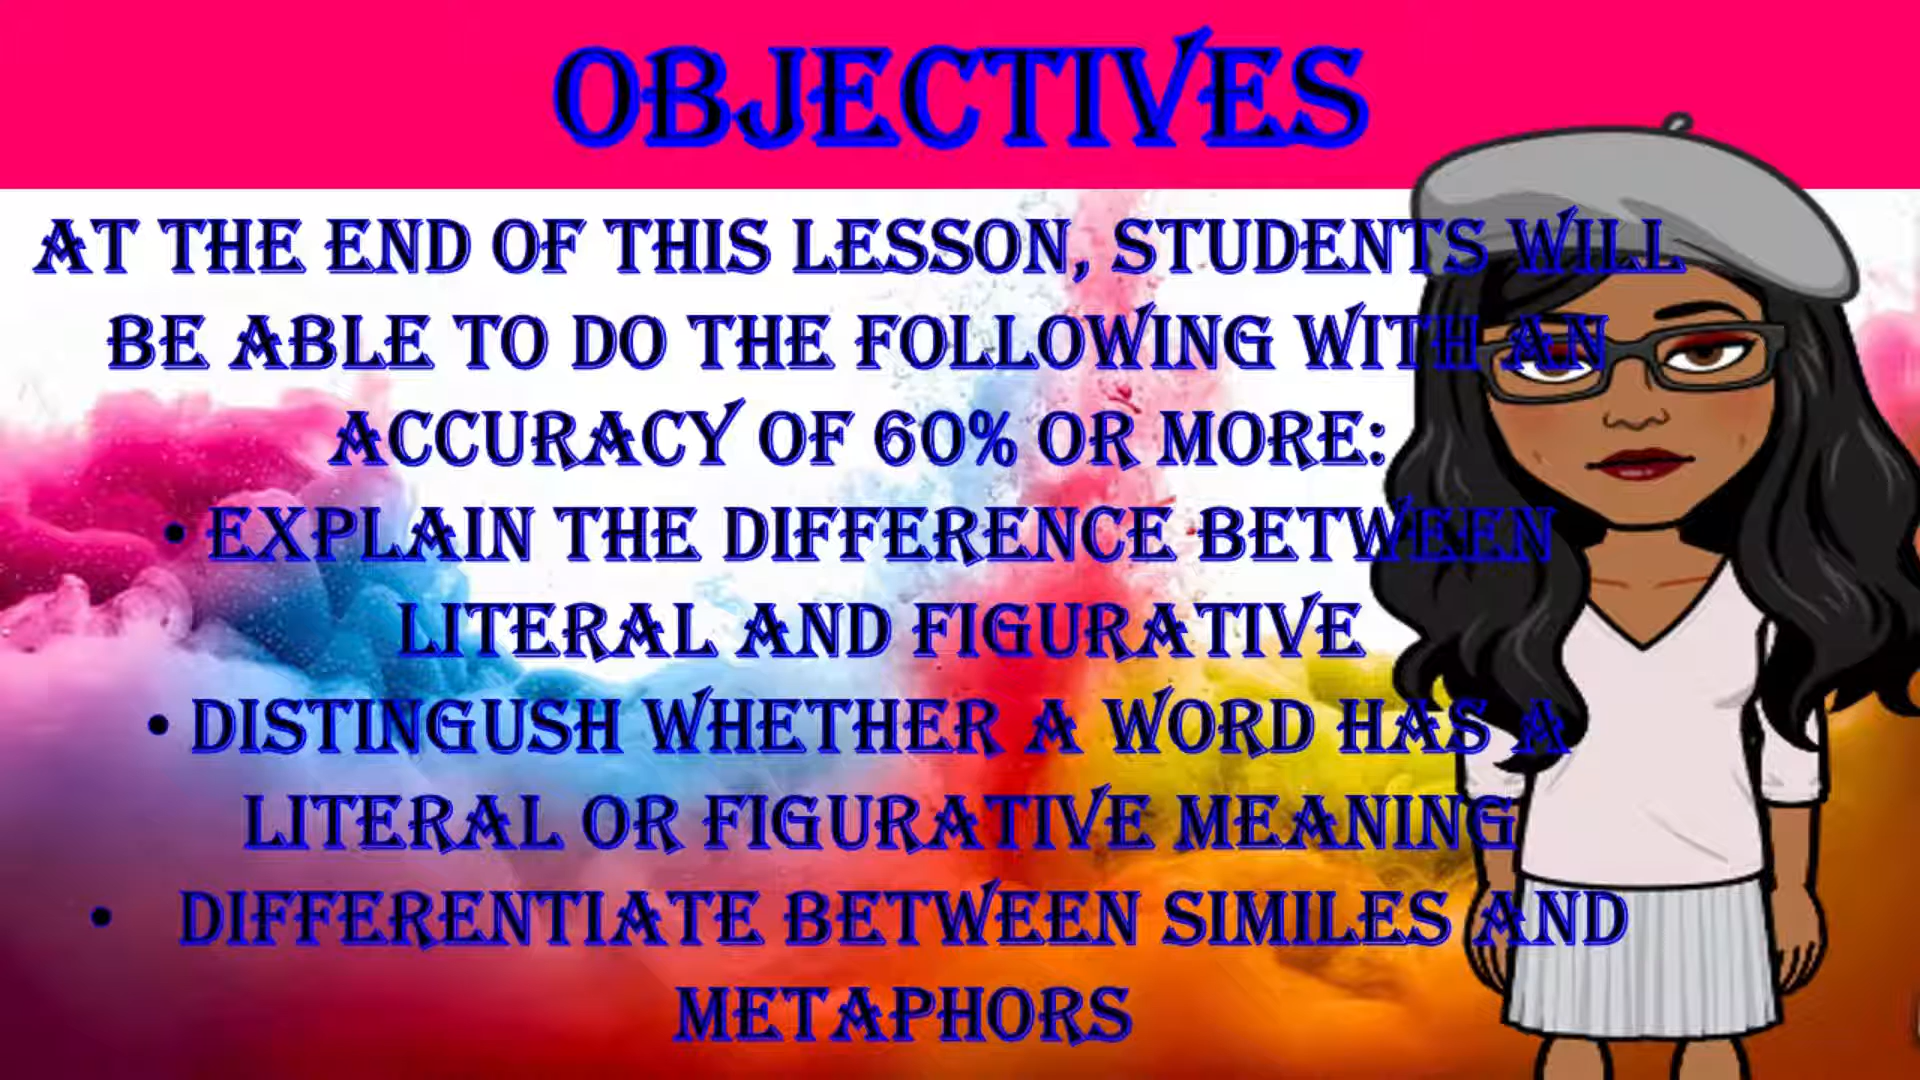 OBJECTIVES
AT THE END OF THIS LESSON, STUDENTS WILL
BE ABLE TO DO THE FOLLOWING WITH AN
ACCURACY OF 60% OR MORE:
• EXPLAIN THE DIFFERENCE BETWEEN
LITERAL AND FIGURATIVE
• DISTINGUSH WHETHER A WORD HAS A
LITERAL OR FIGURATIVE MEANING
• DIFFERENTIATE BETWEEN SIMILES AND
METAPHORS